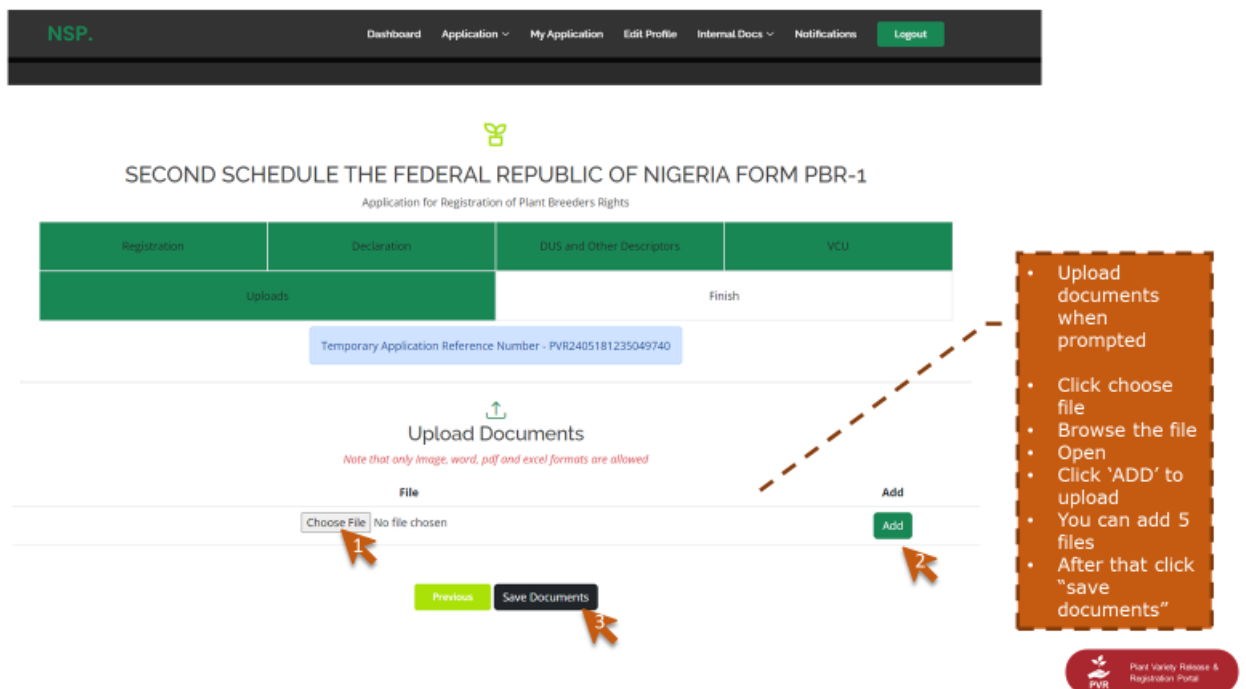 NSP.
Dashboard Application My Application Edit Profile Internal Docs Notifications Logout
SECOND SCHEDULE THE FEDERAL REPUBLIC OF NIGERIA FORM PBR-1
Application for Registration of Plant Breeders Rights
Registration Declaration DUS and Other Descriptors VCU
Uploads Finish
Temporary Application Reference Number - PVR2405181235049740
Upload Documents
Note that only Image, word, pdf and excel formats are allowed
File Add
Choose File No file chosen Add
1
2
Previous Save Documents
3
• Upload
documents
when
prompted
• Click choose
file
• Browse the file
• Open
• Click ‘ADD’ to
upload
• You can add 5
files
• After that click
“save
documents”
PVR
Plant Variety Release &
Registration Portal